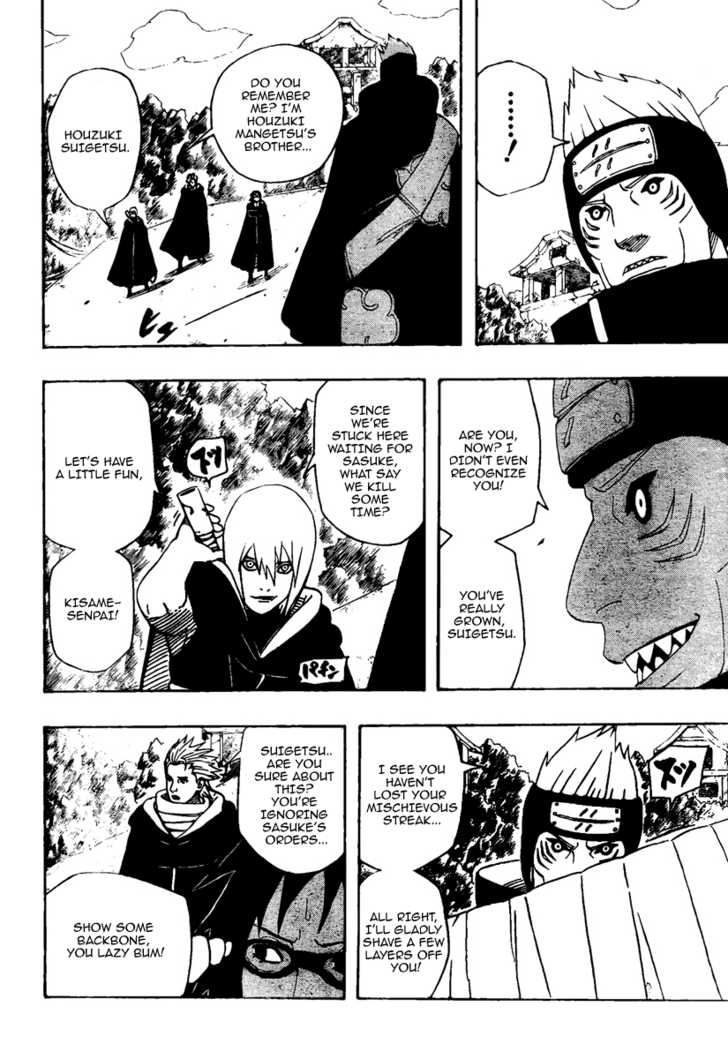 ......!
DO YOU
REMEMBER
ME? I'M
HOUZUKI
MANGETSU'S
BROTHER...
HOUZUKI
SUIGETSU.
ヒュ
ARE YOU,
NOW? I
DIDN'T EVEN
RECOGNIZE
YOU!
YOU'VE
REALLY
GROWN,
SUIGETSU.
SINCE
WE'RE
STUCK HERE
WAITING FOR
SASUKE,
WHAT SAY
WE KILL
SOME
TIME?
LET'S HAVE
A LITTLE FUN,
KISAME-
SENPAI!
I SEE YOU
HAVEN'T
LOST YOUR
MISCHIEVOUS
STREAK...
ALL RIGHT,
I'LL GLADLY
SHAVE A FEW
LAYERS OFF
YOU!
SUIGETSU..
ARE YOU
SURE ABOUT
THIS?
YOU'RE
IGNORING
SASUKE'S
ORDERS...
SHOW SOME
BACKBONE,
YOU LAZY BUM!